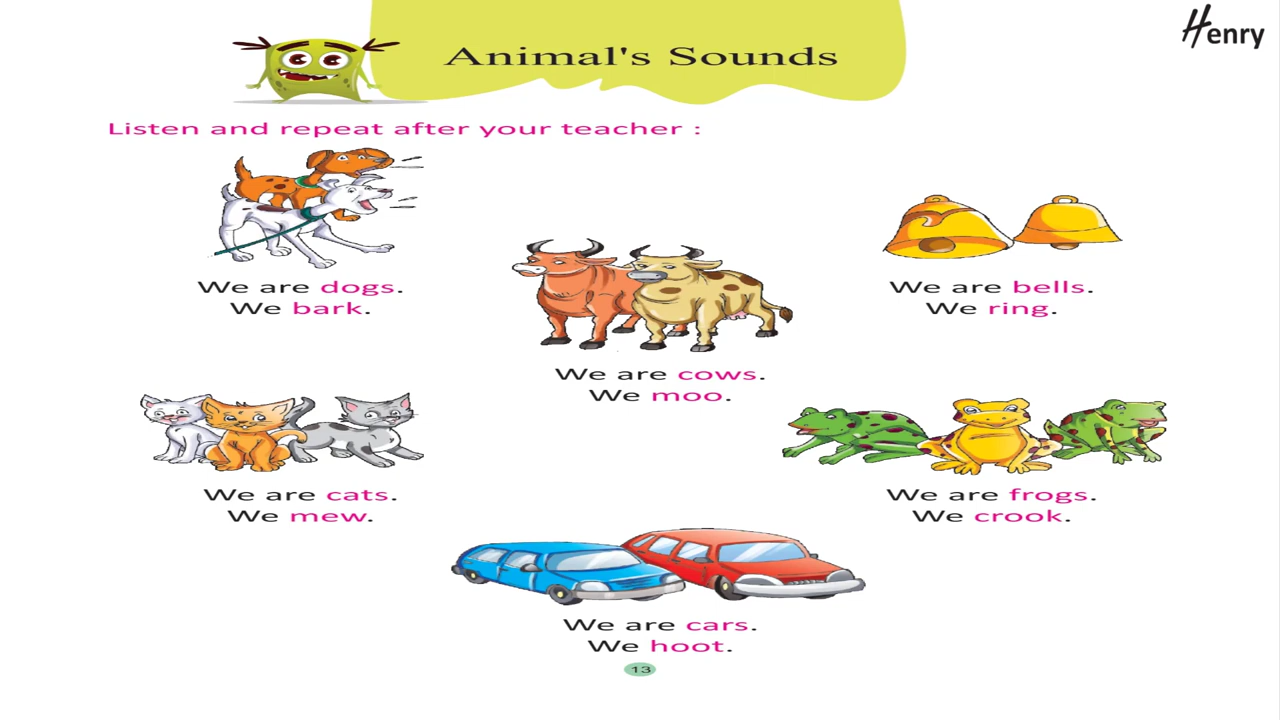 Henry
Animal's Sounds
Listen and repeat after your teacher :
We are dogs.
We bark.
We are bells.
We ring.
We are cows.
We moo.
We are cats.
We mew.
We are frogs.
We crook.
We are cars.
We hoot.
13